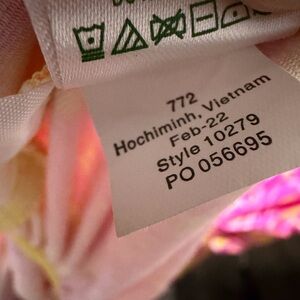 772
Hochiminh, Vietnam
Feb-22
Style 10279
PO 056695